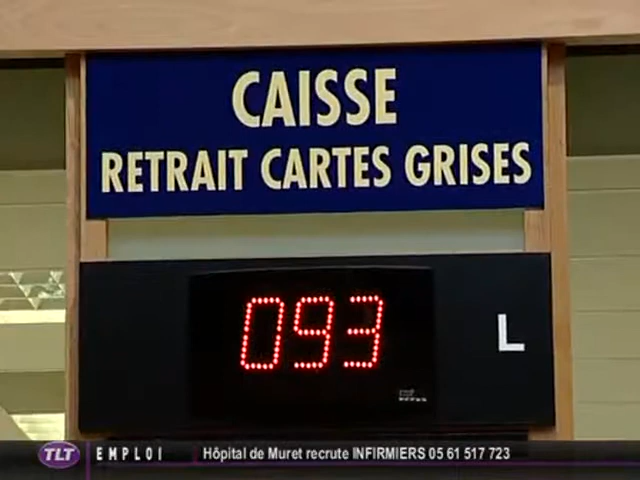 CAISSE
RETRAIT CARTES GRISES
093
L
TLT EMPLOI Hôpital de Muret recrute INFIRMIERS 05 61 517 723